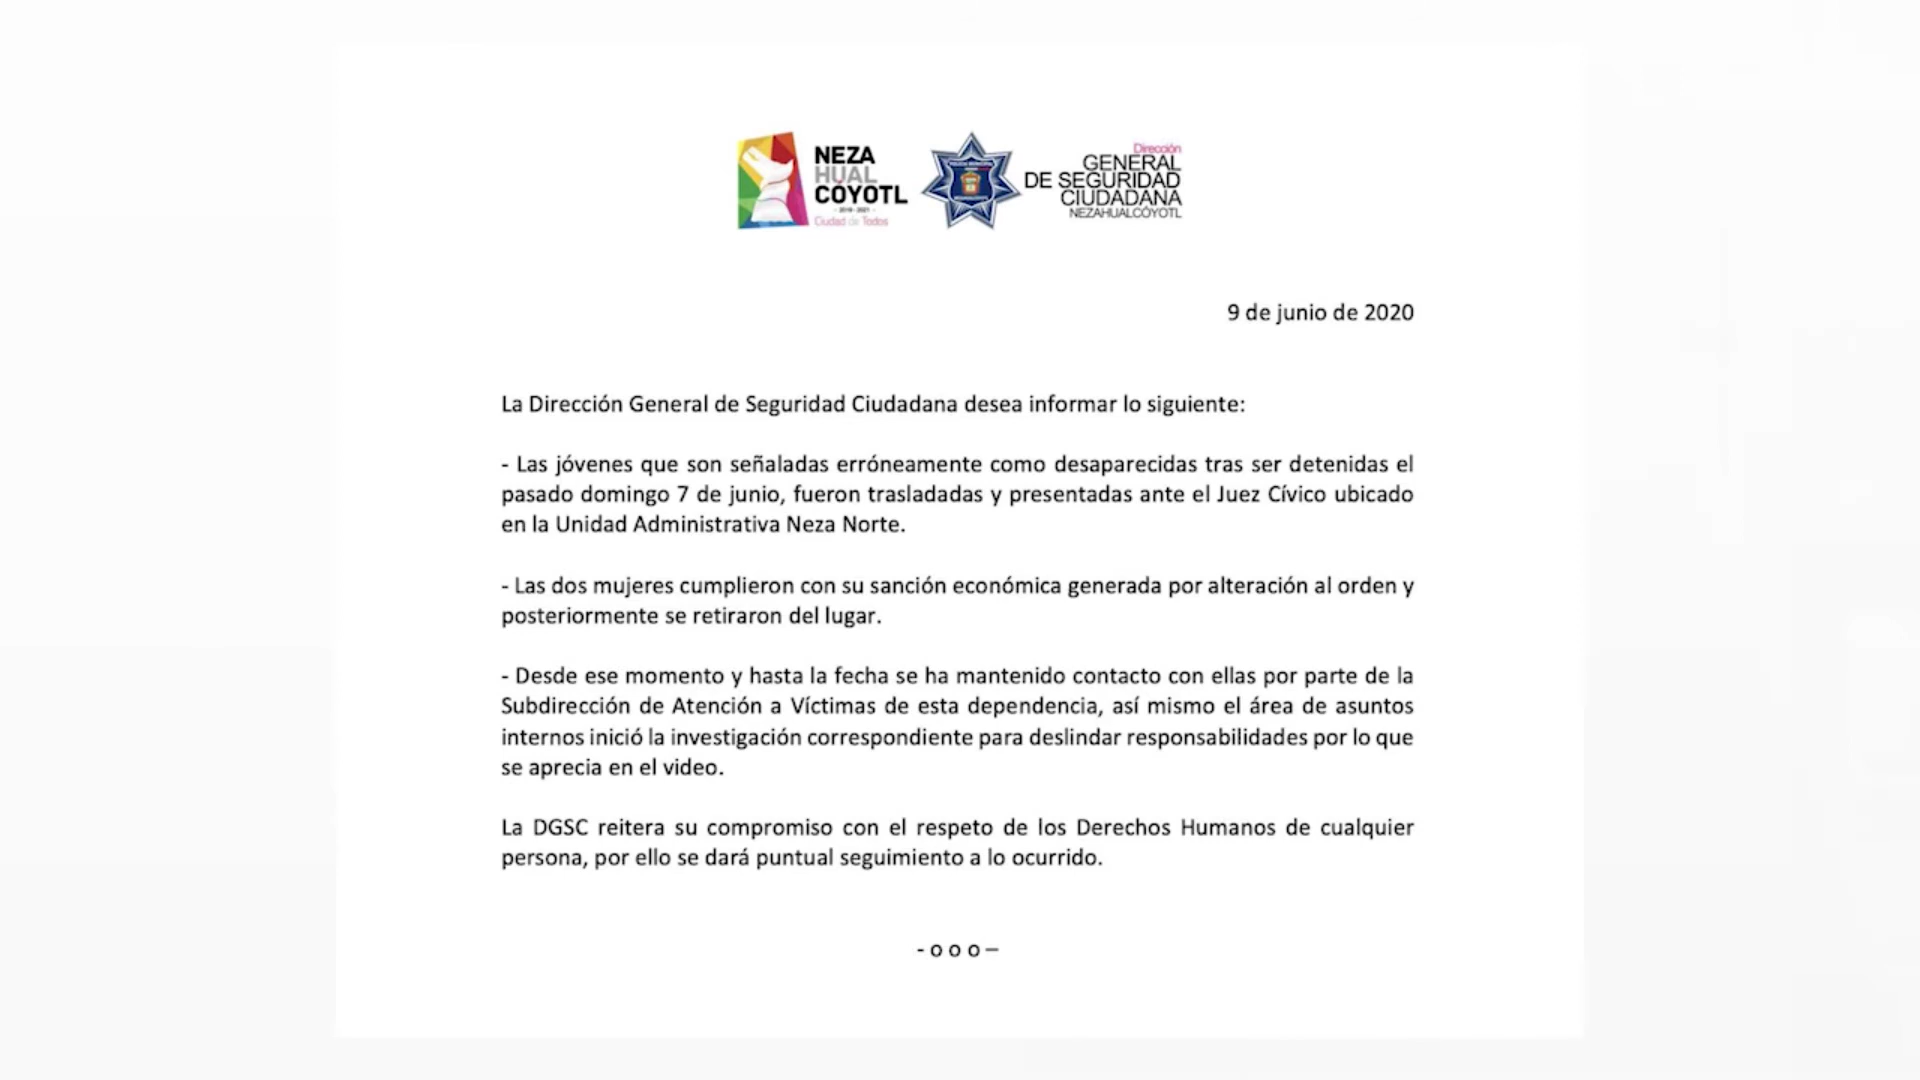 NEZA
HUAL
CÓYOTL
- 2019 - 2021 -
Ciudad de Todos
Dirección
GENERAL
DE SEGURIDAD
CIUDADANA
NEZAHUALCÓYOTL
9 de junio de 2020
La Dirección General de Seguridad Ciudadana desea informar lo siguiente:
- Las jóvenes que son señaladas erróneamente como desaparecidas tras ser detenidas el
pasado domingo 7 de junio, fueron trasladadas y presentadas ante el Juez Cívico ubicado
en la Unidad Administrativa Neza Norte.
- Las dos mujeres cumplieron con su sanción económica generada por alteración al orden y
posteriormente se retiraron del lugar.
- Desde ese momento y hasta la fecha se ha mantenido contacto con ellas por parte de la
Subdirección de Atención a Víctimas de esta dependencia, así mismo el área de asuntos
internos inició la investigación correspondiente para deslindar responsabilidades por lo que
se aprecia en el video.
La DGSC reitera su compromiso con el respeto de los Derechos Humanos de cualquier
persona, por ello se dará puntual seguimiento a lo ocurrido.
- o o o –